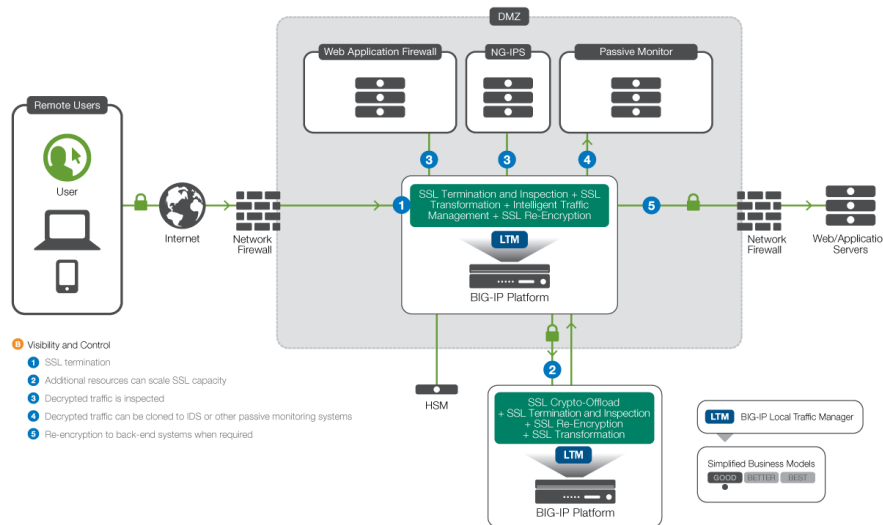 DMZ
Web Application Firewall
NG-IPS
Passive Monitor
Remote Users
User
Internet
Network
Firewall
3
3
4
1
SSL Termination and Inspection + SSL
Transformation + Intelligent Traffic
Management + SSL Re-Encryption
LTM
BIG-IP Platform
5
Network
Firewall
Web/Applicatio
Servers
B Visibility and Control
1 SSL termination
2 Additional resources can scale SSL capacity
3 Decrypted traffic is inspected
4 Decrypted traffic can be cloned to IDS or other passive monitoring systems
5 Re-encryption to back-end systems when required
HSM
2
SSL Crypto-Offload
+ SSL Termination and Inspection
+ SSL Re-Encryption
+ SSL Transformation
LTM
BIG-IP Platform
LTM BIG-IP Local Traffic Manager
Simplified Business Models
GOOD BETTER BEST